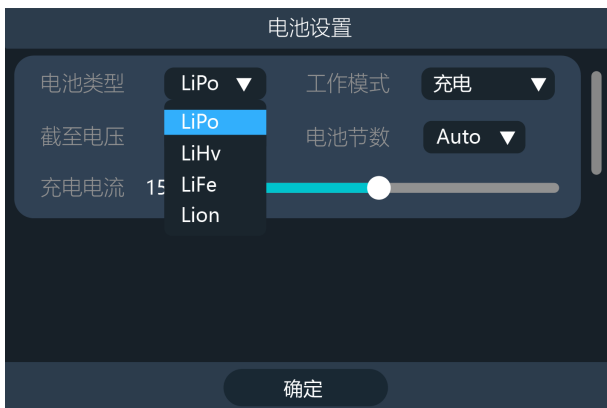 电池设置
电池类型 LiPo 工作模式 充电
LiPo
截至电压 电池节数 Auto
LiHv
充电电流 15 LiFe
Lion
确定